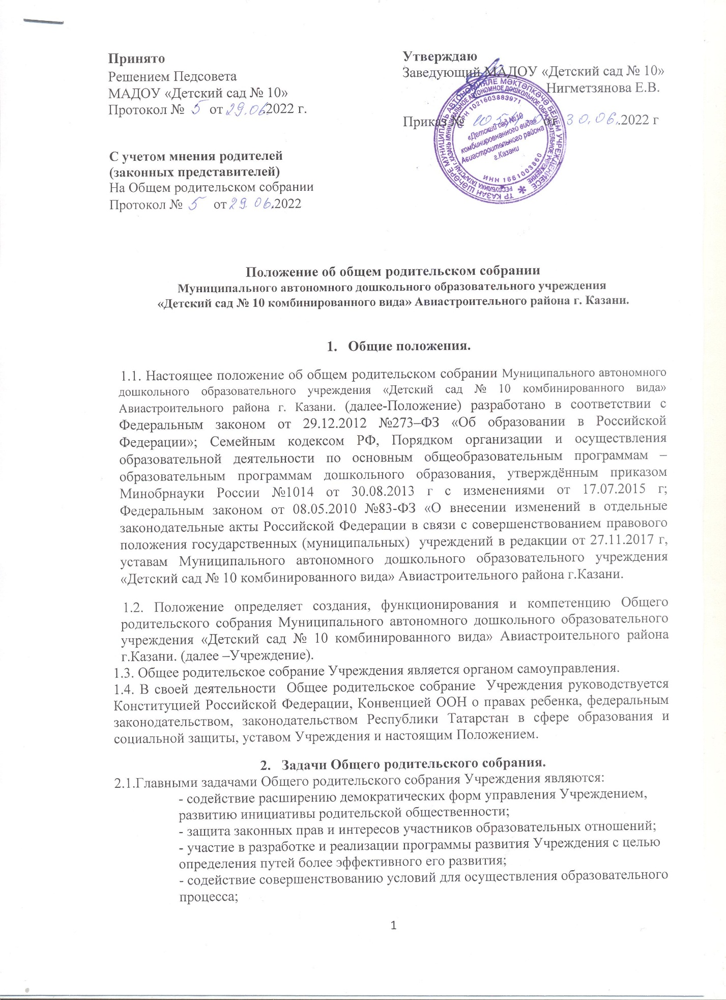 Принято
Решением Педсовета
МАДОУ «Детский сад № 10»
Протокол № 5 от 29.06.2022 г.
С учетом мнения родителей
(законных представителей)
На Общем родительском собрании
Протокол № 5 от 29.06.2022
Утверждаю
Заведующий МАДОУ «Детский сад № 10»
Нигметзянова Е.В.
Приказ № от 30.06.2022 г
ОГРН 1021603883971
«Детский сад №10
комбинированного вида»
Авиастроительного района
г.Казани
ИНН 1661003860
Положение об общем родительском собрании
Муниципального автономного дошкольного образовательного учреждения
«Детский сад № 10 комбинированного вида» Авиастроительного района г. Казани.
1. Общие положения.
1.1. Настоящее положение об общем родительском собрании Муниципального автономного
дошкольного образовательного учреждения «Детский сад № 10 комбинированного вида»
Авиастроительного района г. Казани. (далее-Положение) разработано в соответствии с
Федеральным законом от 29.12.2012 №273–ФЗ «Об образовании в Российской
Федерации»; Семейным кодексом РФ, Порядком организации и осуществления
образовательной деятельности по основным общеобразовательным программам –
образовательным программам дошкольного образования, утверждённым приказом
Минобрнауки России №1014 от 30.08.2013 г с изменениями от 17.07.2015 г;
Федеральным законом от 08.05.2010 №83-ФЗ «О внесении изменений в отдельные
законодательные акты Российской Федерации в связи с совершенствованием правового
положения государственных (муниципальных) учреждений в редакции от 27.11.2017 г,
уставам Муниципального автономного дошкольного образовательного учреждения
«Детский сад № 10 комбинированного вида» Авиастроительного района г.Казани.
1.2. Положение определяет создания, функционирования и компетенцию Общего
родительского собрания Муниципального автономного дошкольного образовательного
учреждения «Детский сад № 10 комбинированного вида» Авиастроительного района
г.Казани. (далее –Учреждение).
1.3. Общее родительское собрание Учреждения является органом самоуправления.
1.4. В своей деятельности Общее родительское собрание Учреждения руководствуется
Конституцией Российской Федерации, Конвенцией ООН о правах ребенка, федеральным
законодательством, законодательством Республики Татарстан в сфере образования и
социальной защиты, уставом Учреждения и настоящим Положением.
2. Задачи Общего родительского собрания.
2.1.Главными задачами Общего родительского собрания Учреждения являются:
- содействие расширению демократических форм управления Учреждением,
развитию инициативы родительской общественности;
- защита законных прав и интересов участников образовательных отношений;
- участие в разработке и реализации программы развития Учреждения с целью
определения путей более эффективного его развития;
- содействие совершенствованию условий для осуществления образовательного
процесса;
1